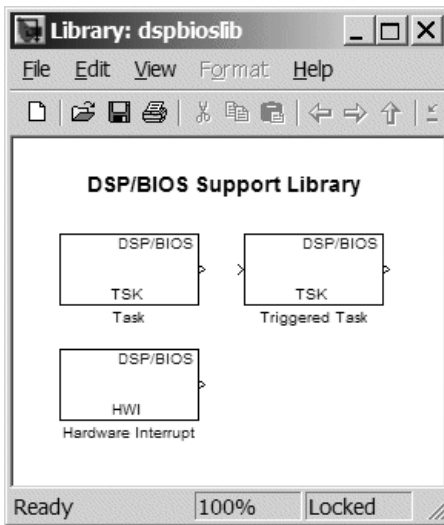 Library: dspbioslib
File Edit View Format Help
DSP/BIOS Support Library
DSP/BIOS
TSK
Task
DSP/BIOS
TSK
Triggered Task
DSP/BIOS
HWI
Hardware Interrupt
Ready 100% Locked